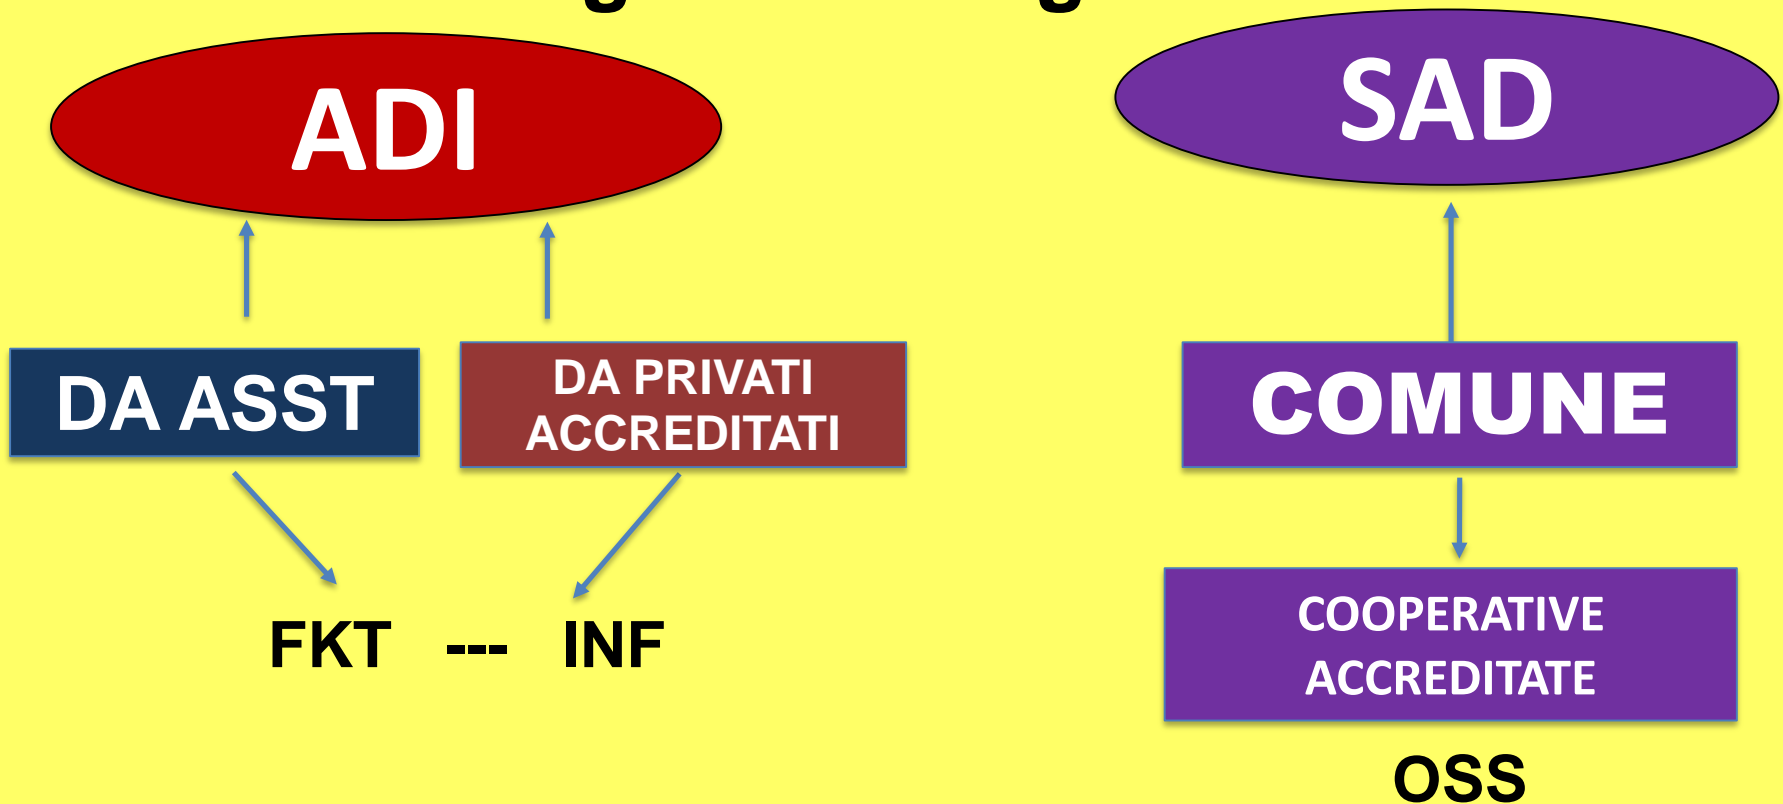 ADI
SAD
DA ASST
DA PRIVATI
ACCREDITATI
COMUNE
FKT --- INF
COOPERATIVE
ACCREDITATE
OSS